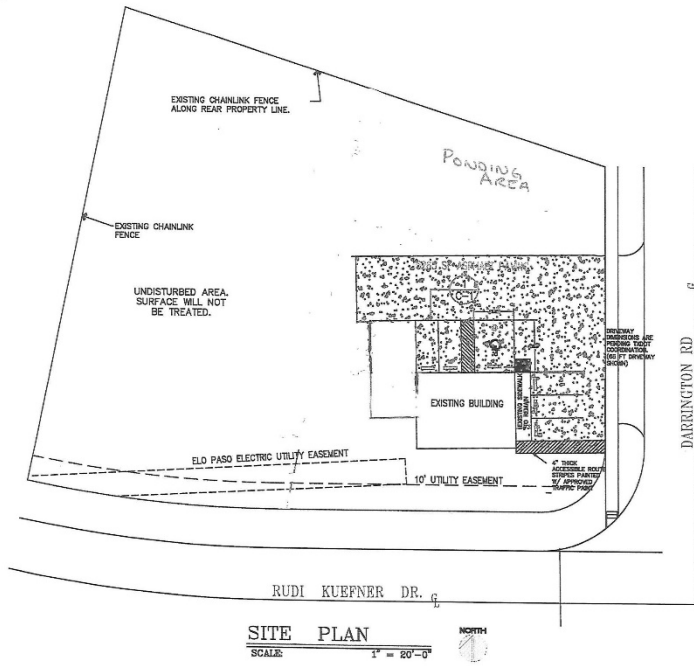 EXISTING CHAINLINK FENCE
ALONG REAR PROPERTY LINE.
PONDING
AREA
EXISTING CHAINLINK
FENCE
UNDISTURBED AREA.
SURFACE WILL NOT
BE TREATED.
DRIVEWAY
DIMENSIONS ARE
PENDING TXDOT
COORDINATION.
(60 FT DRIVEWAY
SHOWN)
DARRINGTON RD
EXISTING BUILDING
EXISTING SIDEWALK
TO REMAIN
ELO PASO ELECTRIC UTILITY EASEMENT
10' UTILITY EASEMENT
4" THICK
ACCESSIBLE ROUTE
STRIPES PAINTED
W/ APPROVED
TRAFFIC PAINT
RUDI KUEFNER DR.
SITE PLAN
SCALE: 1" = 20'-0"
NORTH